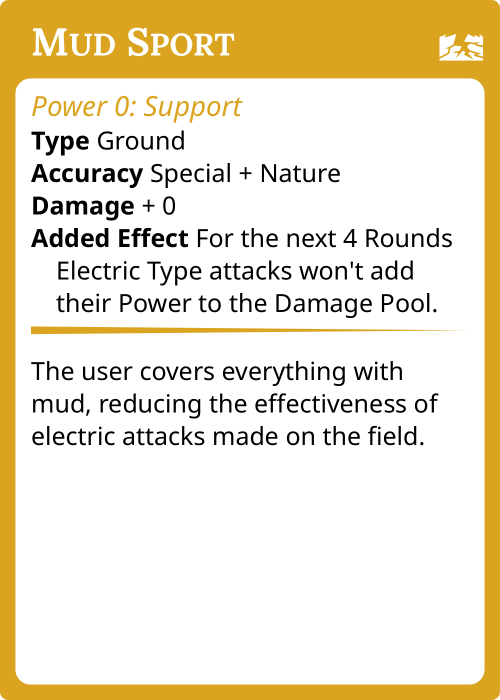 Mud Sport
Power 0: Support
Type Ground
Accuracy Special + Nature
Damage + 0
Added Effect For the next 4 Rounds
Electric Type attacks won't add
their Power to the Damage Pool.
The user covers everything with
mud, reducing the effectiveness of
electric attacks made on the field.